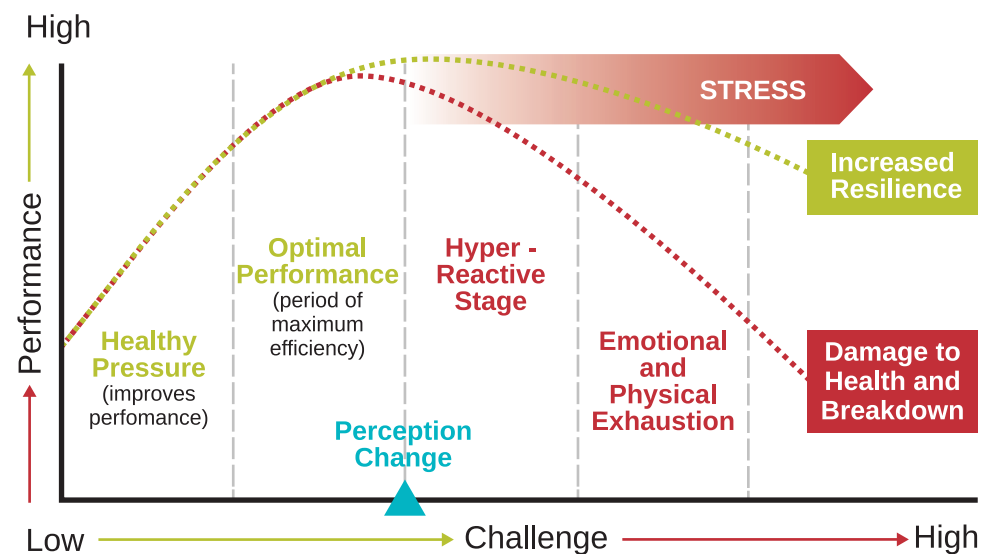 High
STRESS
Increased
Resilience
Performance
Optimal
Performance
(period of
maximum
efficiency)
Hyper -
Reactive
Stage
Healthy
Pressure
(improves
perfomance)
Emotional
and
Physical
Exhaustion
Damage to
Health and
Breakdown
Perception
Change
Low
Challenge
High